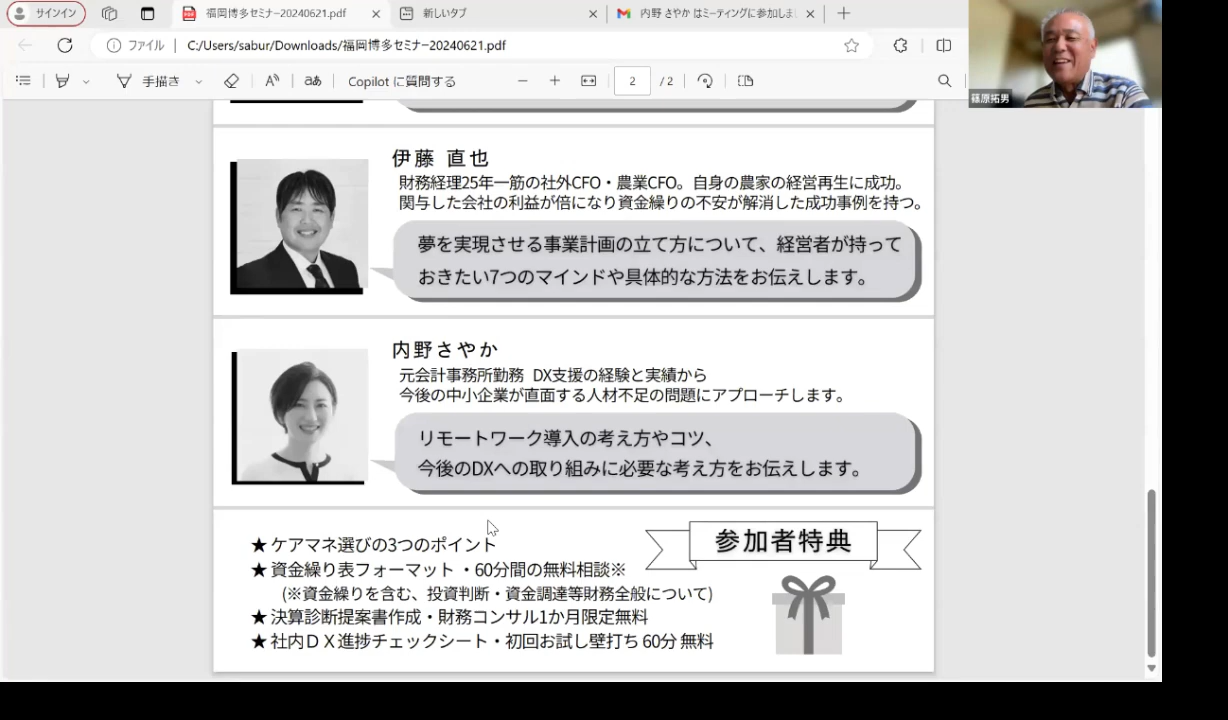 サインイン
福岡博多セミナー20240621.pdf
新しいタブ
内野 さやか はミーティングに参加しま
ファイル
C:/Users/sabur/Downloads/福岡博多セミナー20240621.pdf
手描き
aあ
Copilot に質問する
2
/ 2
篠原拓男
伊藤 直也
財務経理25年一筋の社外CFO・農業CFO。自身の農家の経営再生に成功。
関与した会社の利益が倍になり資金繰りの不安が解消した成功事例を持つ。
夢を実現させる事業計画の立て方について、経営者が持って
おきたい7つのマインドや具体的な方法をお伝えします。
内野さやか
元会計事務所勤務 DX支援の経験と実績から
今後の中小企業が直面する人材不足の問題にアプローチします。
リモートワーク導入の考え方やコツ、
今後のDXへの取り組みに必要な考え方をお伝えします。
参加者特典
★ケアマネ選びの3つのポイント
★資金繰り表フォーマット・60分間の無料相談※
(※資金繰りを含む、投資判断・資金調達等財務全般について)
★決算診断提案書作成・財務コンサル1か月限定無料
★社内DX進捗チェックシート・初回お試し壁打ち 60分 無料